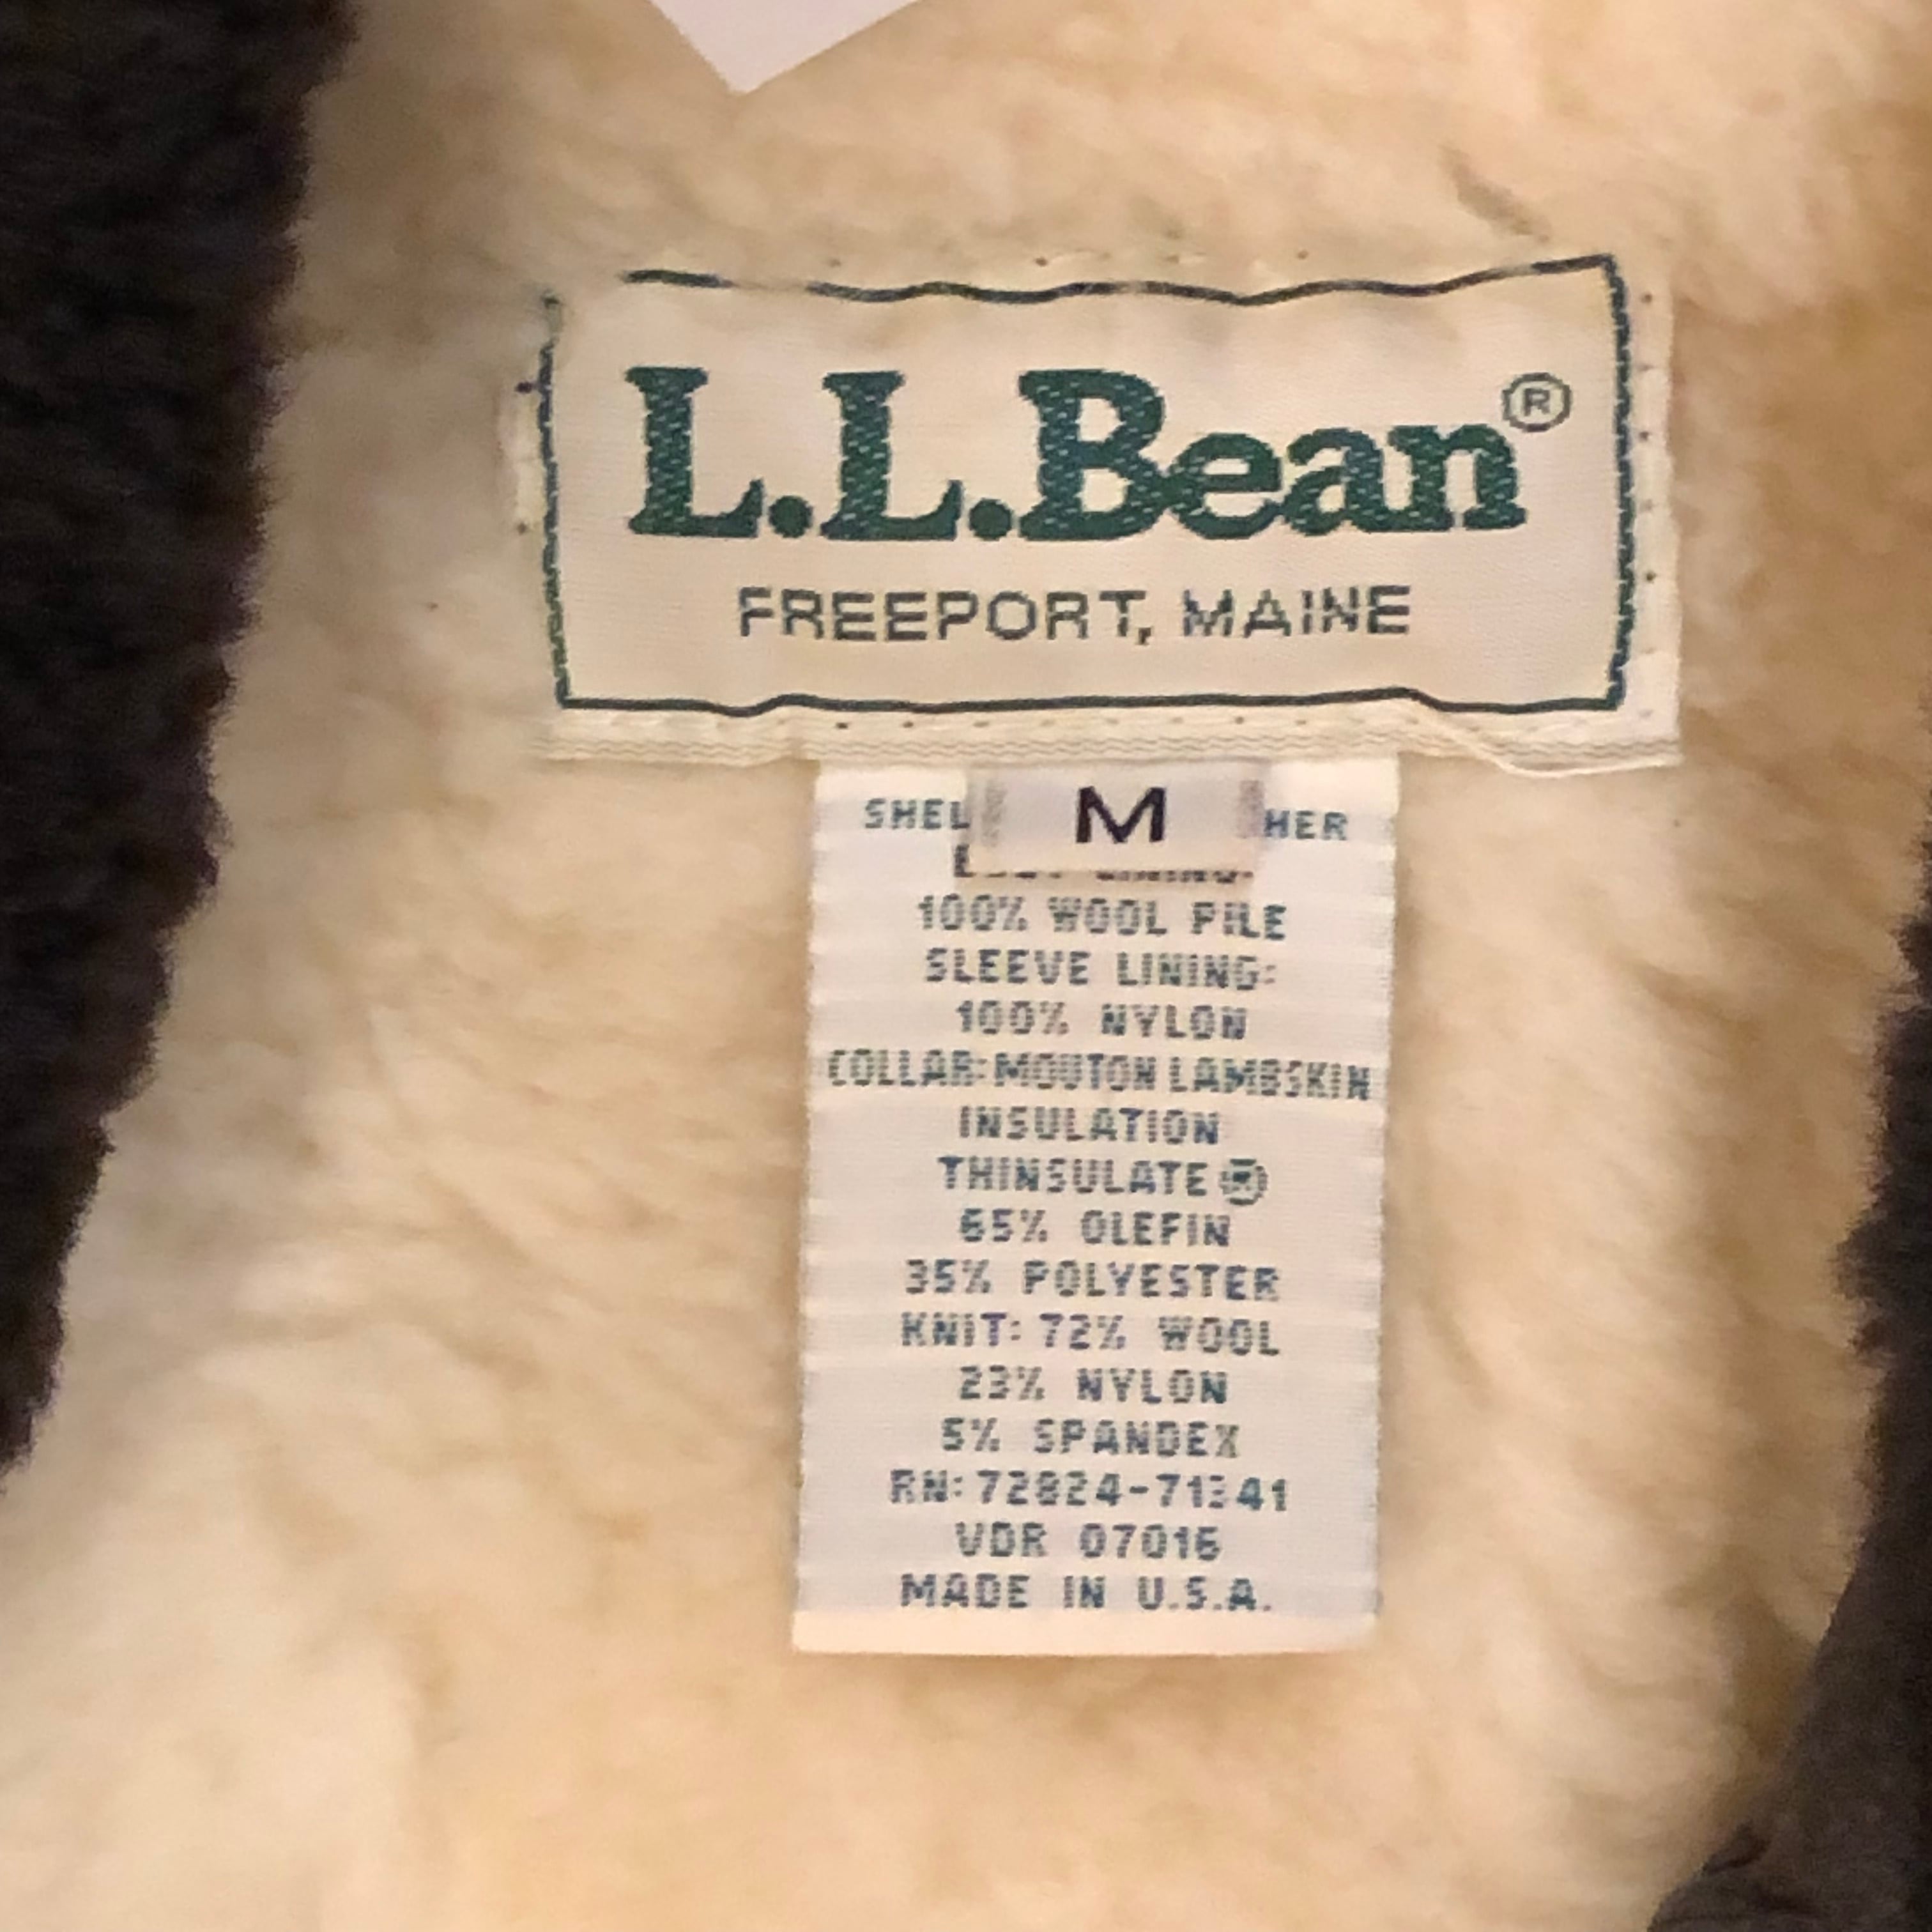 L.L.Bean®
FREEPORT, MAINE
M
100% WOOL PILE
SLEEVE LINING:
100% NYLON
COLLAR: MOUTON LAMBSKIN
INSULATION
THINSULATE®
65% OLEFIN
35% POLYESTER
KNIT: 72% WOOL
23% NYLON
5% SPANDEX
RN: 72824-71341
VDR 07016
MADE IN U.S.A.